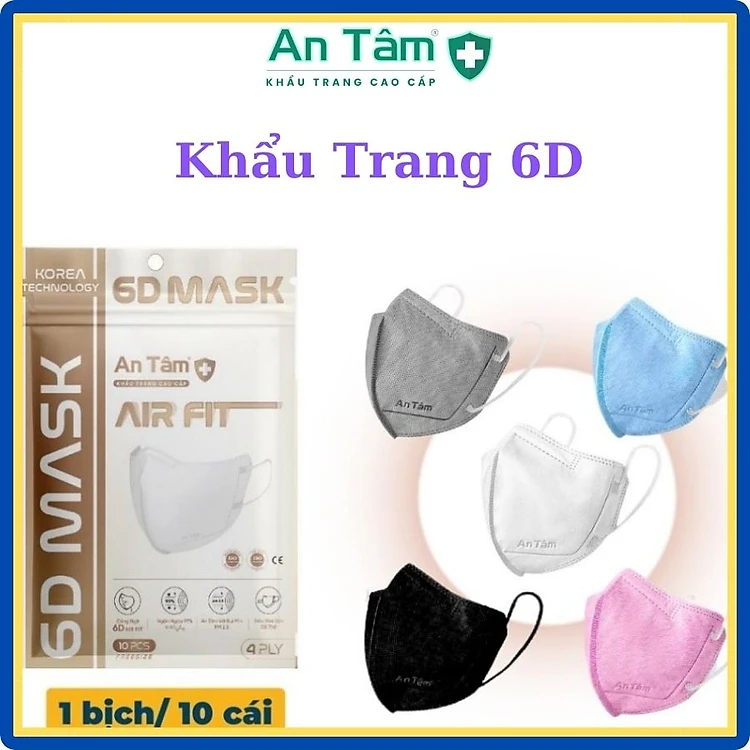 An Tâm®
KHẨU TRANG CAO CẤP
Khẩu Trang 6D
KOREA
TECHNOLOGY
6D MASK
6D MASK
An Tâm®
KHẨU TRANG CAO CẤP
AIR FIT
CE
10 PCS
FREESIZE
4 PLY
1 bịch/ 10 cái
An Tâm
An Tâm
An Tâm
An Tâm
An Tâm